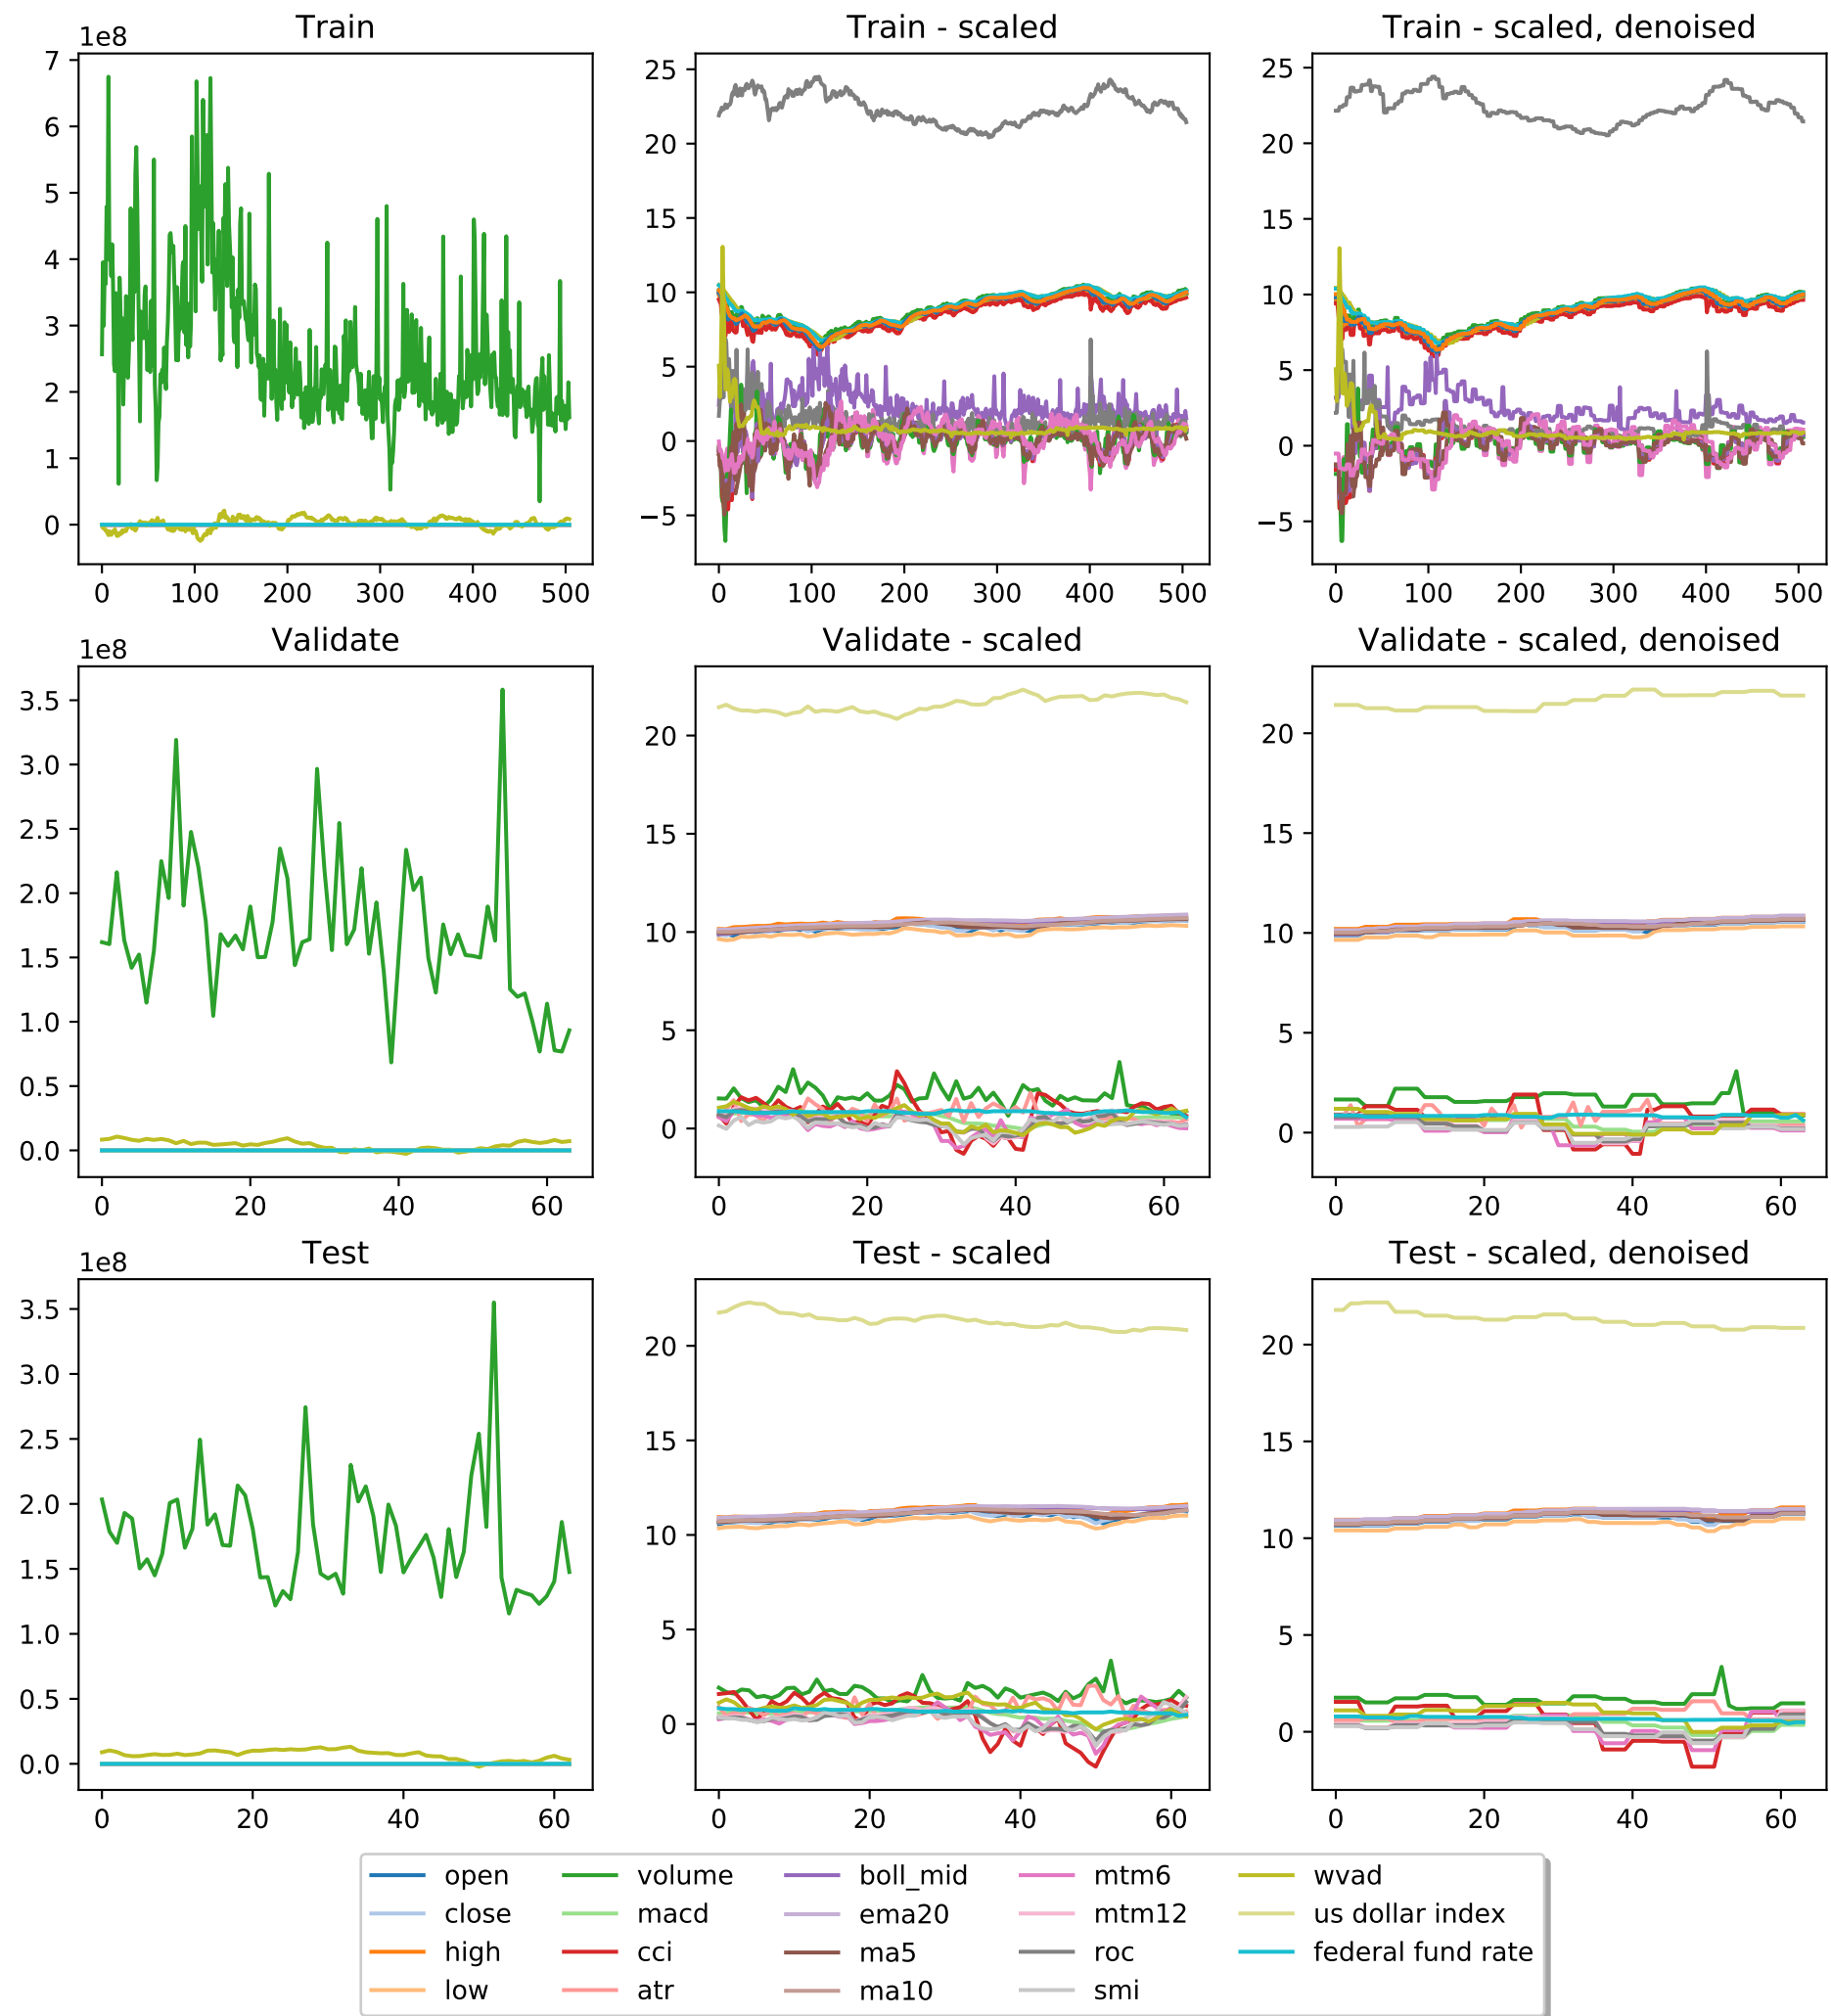 Train
Train - scaled
Train - scaled, denoised
1e8
7
6
5
4
3
2
1
0
0 100 200 300 400 500
25
20
15
10
5
0
−5
0 100 200 300 400 500
25
20
15
10
5
0
−5
0 100 200 300 400 500
Validate
Validate - scaled
Validate - scaled, denoised
1e8
3.5
3.0
2.5
2.0
1.5
1.0
0.5
0.0
0 20 40 60
20
15
10
5
0
0 20 40 60
20
15
10
5
0
0 20 40 60
Test
Test - scaled
Test - scaled, denoised
1e8
3.5
3.0
2.5
2.0
1.5
1.0
0.5
0.0
0 20 40 60
20
15
10
5
0
0 20 40 60
20
15
10
5
0
0 20 40 60
open volume boll_mid mtm6 wvad
close macd ema20 mtm12 us dollar index
high cci ma5 roc federal fund rate
low atr ma10 smi